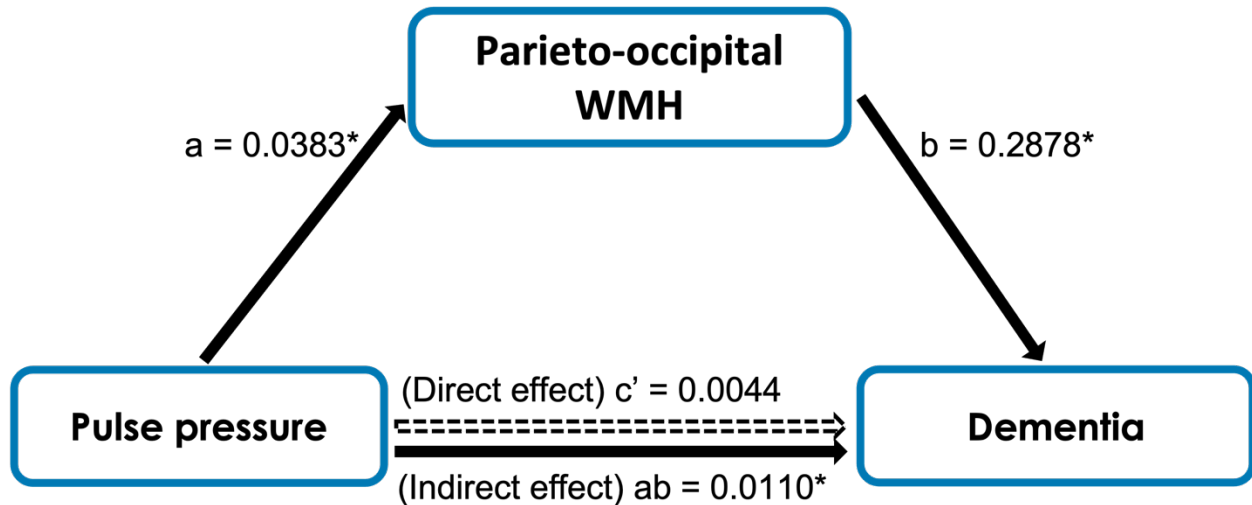 Parieto-occipital
WMH
a = 0.0383*
b = 0.2878*
(Direct effect) c’ = 0.0044
Pulse pressure
Dementia
(Indirect effect) ab = 0.0110*